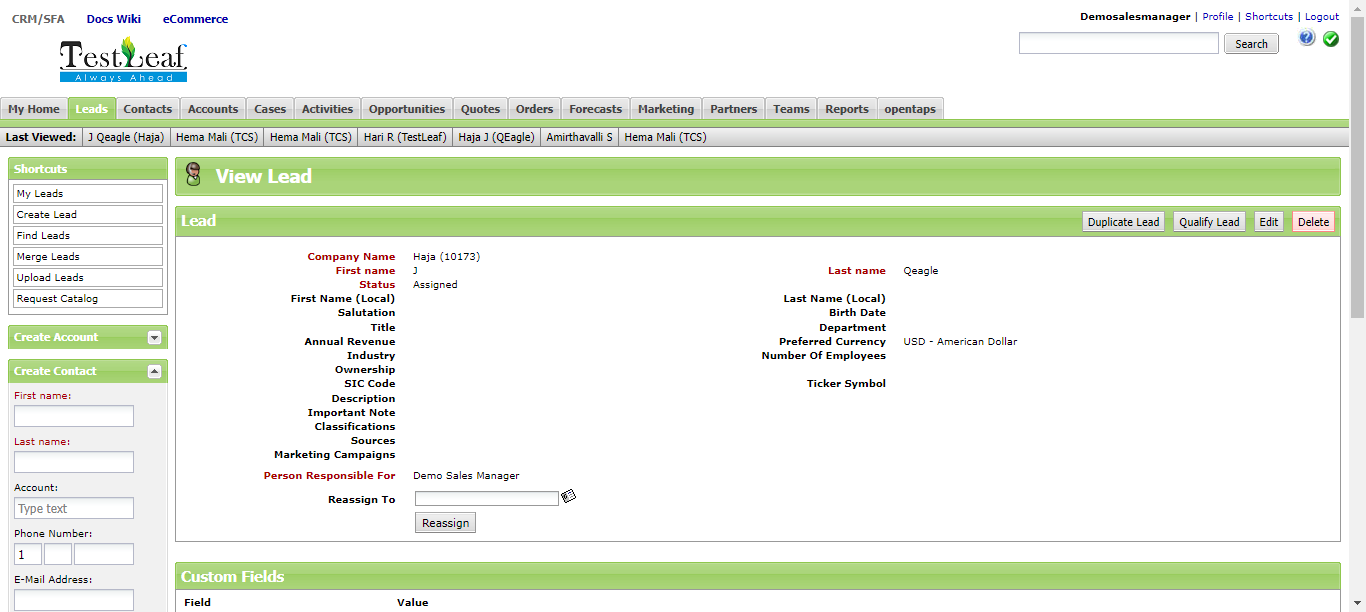 CRM/SFA Docs Wiki eCommerce
Demosalesmanager | Profile | Shortcuts | Logout
TestLeaf
Always Ahead
Search
?
My Home Leads Contacts Accounts Cases Activities Opportunities Quotes Orders Forecasts Marketing Partners Teams Reports opentaps
Last Viewed: J Qeagle (Haja) Hema Mali (TCS) Hema Mali (TCS) Hari R (TestLeaf) Haja J (QEagle) Amirthavalli S Hema Mali (TCS)
Shortcuts
My Leads
Create Lead
Find Leads
Merge Leads
Upload Leads
Request Catalog
Create Account
Create Contact
First name:
Last name:
Account:
Type text
Phone Number:
1
E-Mail Address:
View Lead
Lead
Duplicate Lead Qualify Lead Edit Delete
Company Name Haja (10173)
First name J Last name Qeagle
Status Assigned
First Name (Local) Last Name (Local)
Salutation Birth Date
Title Department
Annual Revenue Preferred Currency USD - American Dollar
Industry Number Of Employees
Ownership
SIC Code Ticker Symbol
Description
Important Note
Classifications
Sources
Marketing Campaigns
Person Responsible For Demo Sales Manager
Reassign To
Reassign
Custom Fields
Field Value